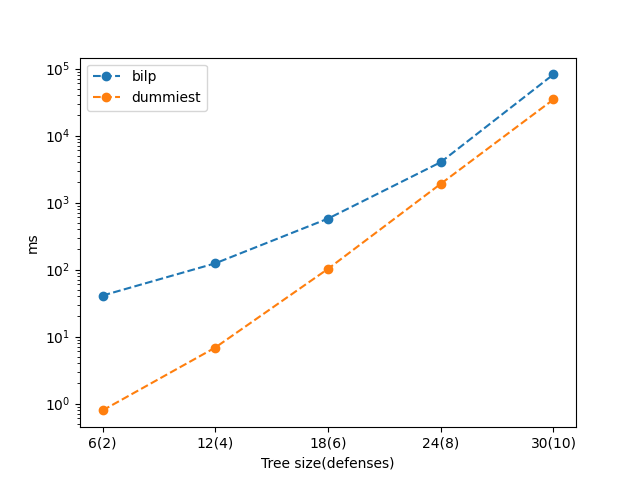 bilp
dummiest
10^5
10^4
10^3
10^2
10^1
10^0
ms
6(2) 12(4) 18(6) 24(8) 30(10)
Tree size(defenses)